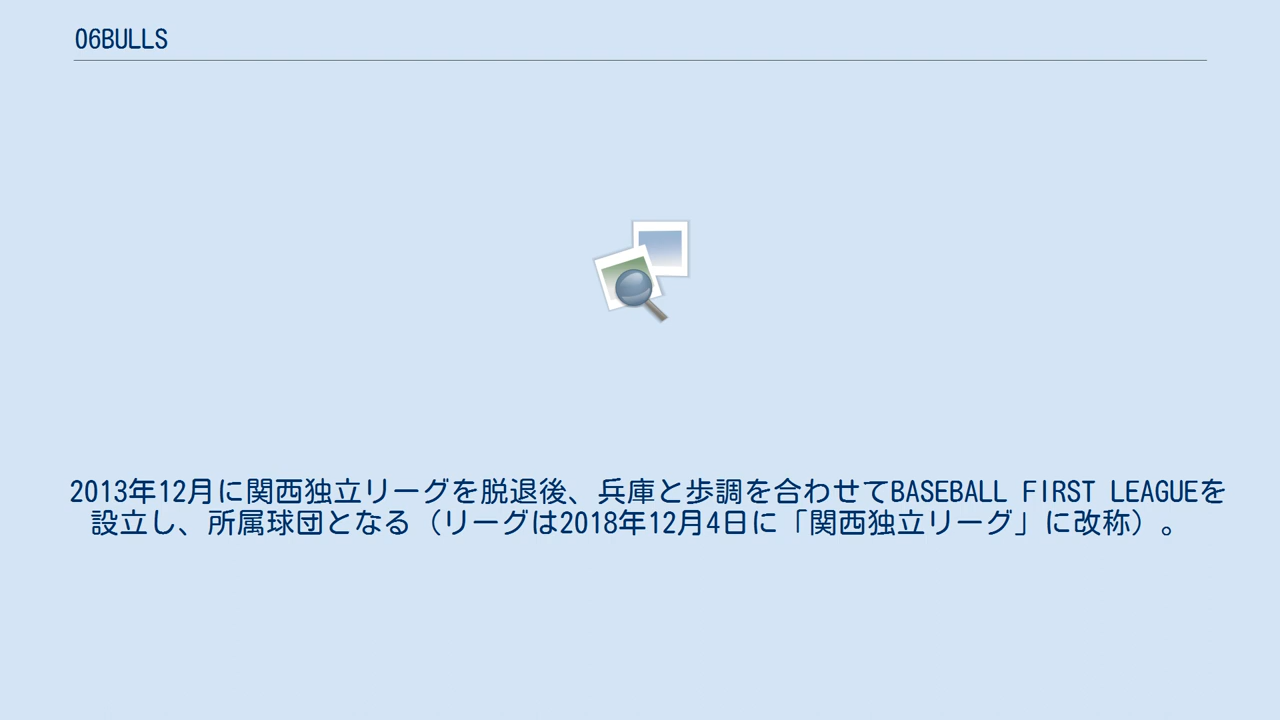 06BULLS
2013年12月に関西独立リーグを脱退後、兵庫と歩調を合わせてBASEBALL FIRST LEAGUEを
設立し、所属球団となる（リーグは2018年12月4日に「関西独立リーグ」に改称）。